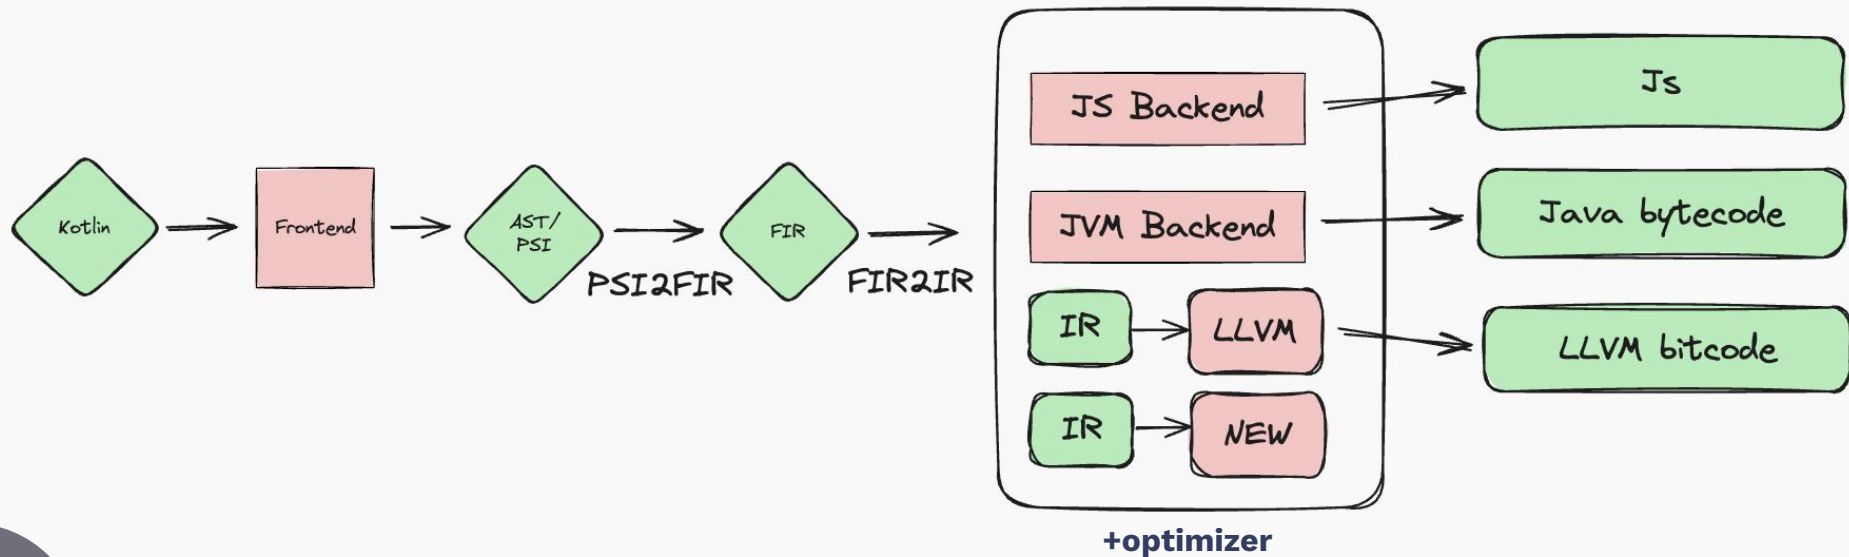 Kotlin
Frontend
AST/
PSI
PSI2FIR
FIR
FIR2IR
JS Backend
JVM Backend
IR
LLVM
IR
NEW
Js
Java bytecode
LLVM bitcode
+optimizer